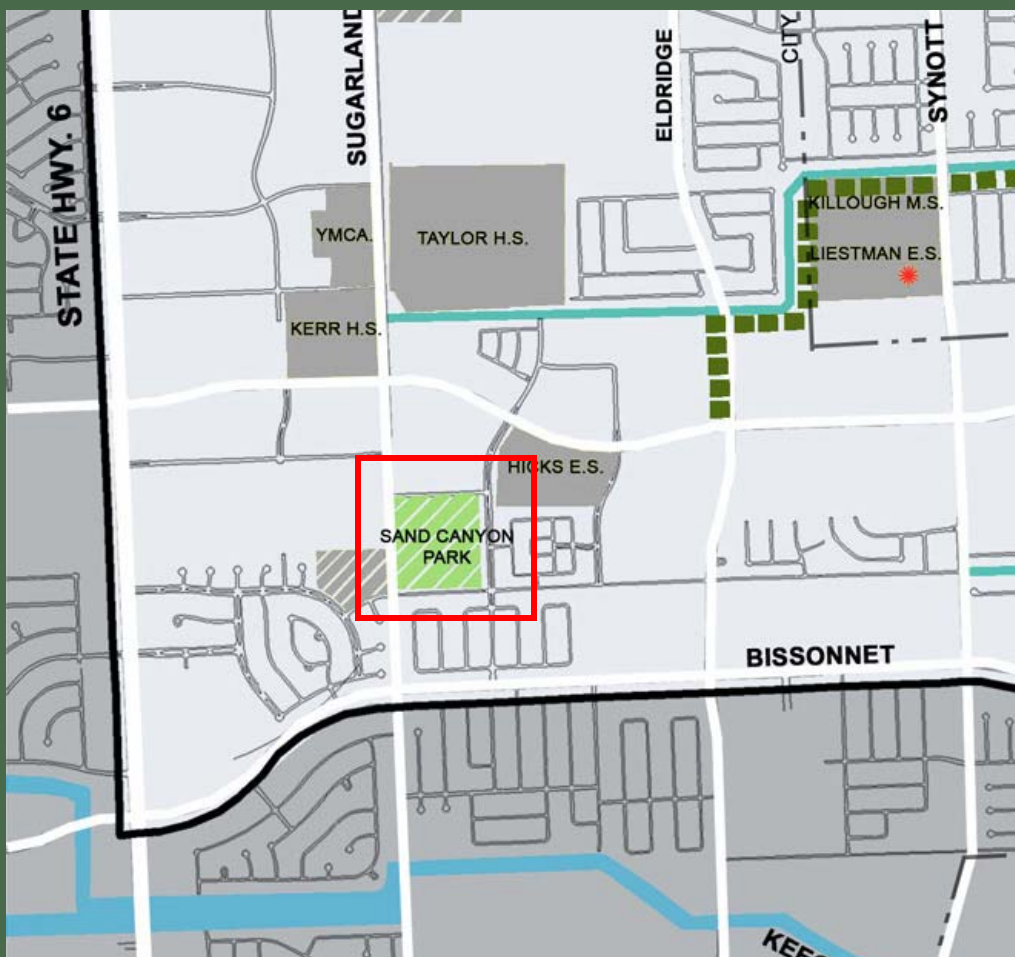 STATE HWY. 6
SUGARLAND
ELDRIDGE
CITY
SYNOTT
KILLOUGH M.S.
YMCA.
TAYLOR H.S.
LIESTMAN E.S.
KERR H.S.
HICKS E.S.
SAND CANYON
PARK
BISSONNET